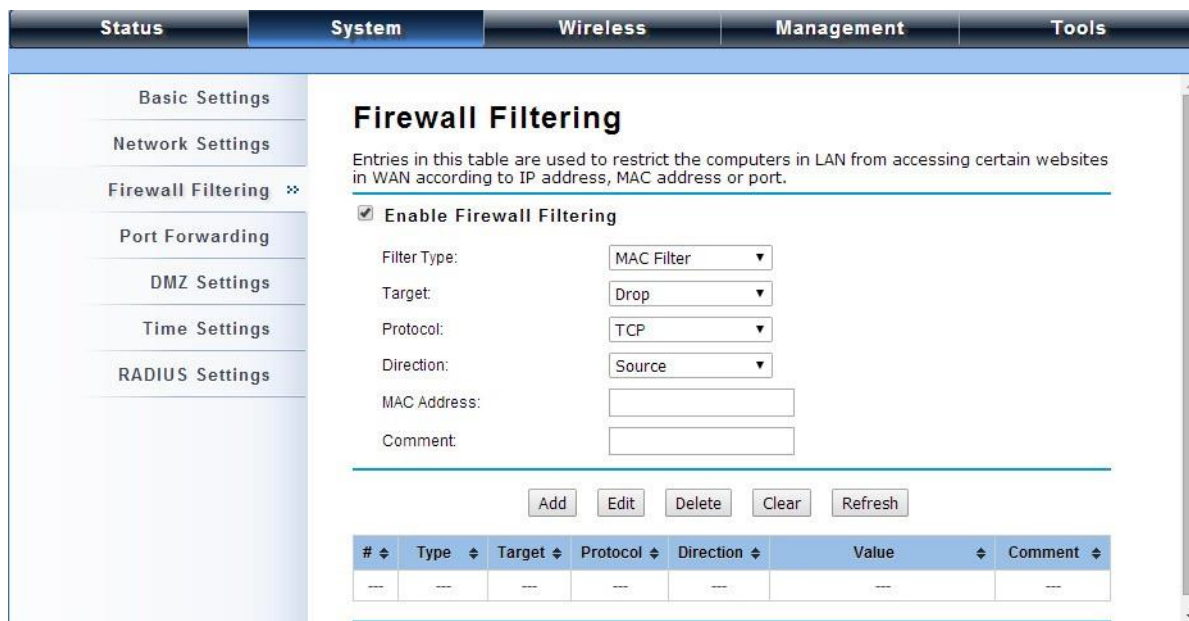 Status System Wireless Management Tools
Basic Settings
Network Settings
Firewall Filtering »
Port Forwarding
DMZ Settings
Time Settings
RADIUS Settings
Firewall Filtering
Entries in this table are used to restrict the computers in LAN from accessing certain websites
in WAN according to IP address, MAC address or port.
Enable Firewall Filtering
Filter Type: MAC Filter
Target: Drop
Protocol: TCP
Direction: Source
MAC Address:
Comment:
Add Edit Delete Clear Refresh
# Type Target Protocol Direction Value Comment
--- --- --- --- --- --- ---